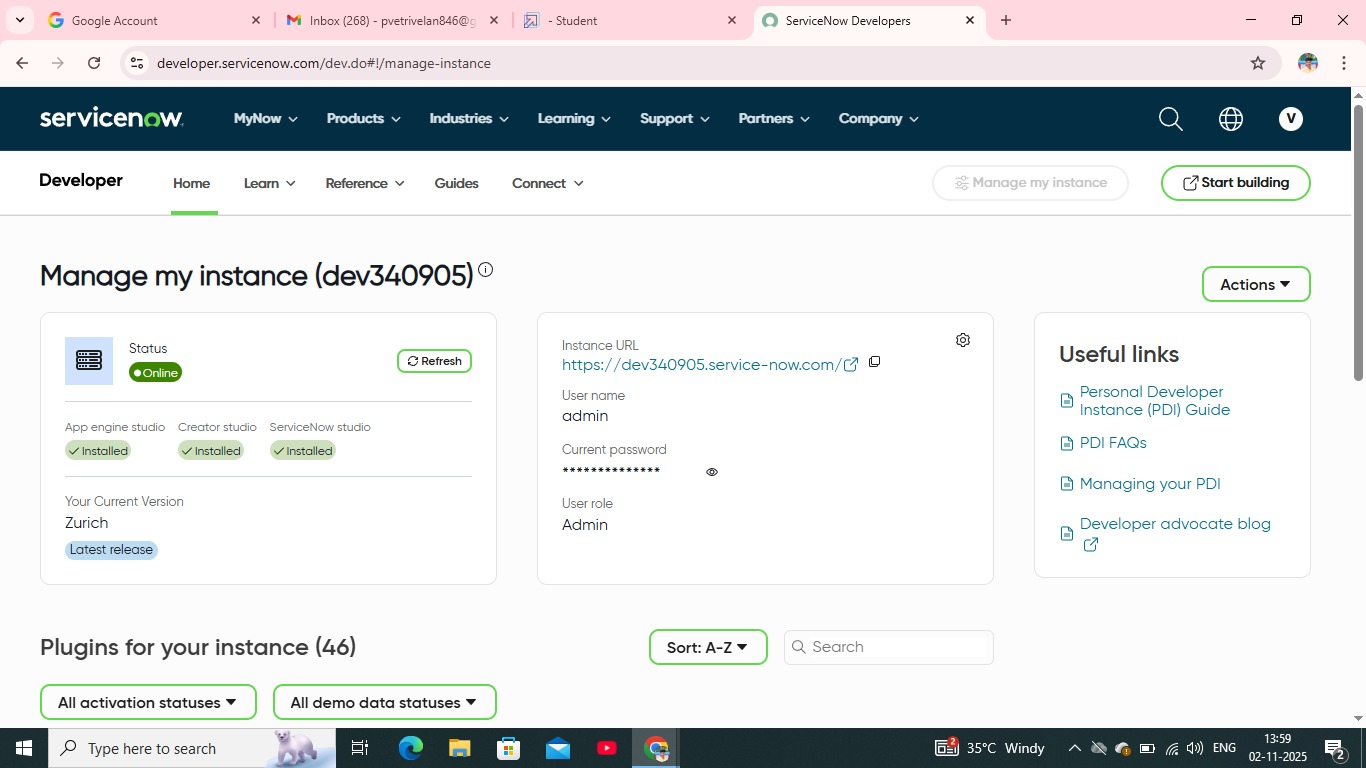 Google Account
Inbox (268) - pvetrivelan846@g
- Student
ServiceNow Developers
developer.servicenow.com/dev.do#!/manage-instance
servicenow
MyNow
Products
Industries
Learning
Support
Partners
Company
V
Developer
Home
Learn
Reference
Guides
Connect
Manage my instance
Start building
Manage my instance (dev340905)
Actions
Status
Online
Refresh
App engine studio
Creator studio
ServiceNow studio
Installed
Installed
Installed
Your Current Version
Zurich
Latest release
Instance URL
https://dev340905.service-now.com/
User name
admin
Current password
**************
User role
Admin
Useful links
Personal Developer
Instance (PDI) Guide
PDI FAQs
Managing your PDI
Developer advocate blog
Plugins for your instance (46)
Sort: A-Z
Search
All activation statuses
All demo data statuses
Type here to search
2
35°C Windy
ENG
13:59
02-11-2025
2